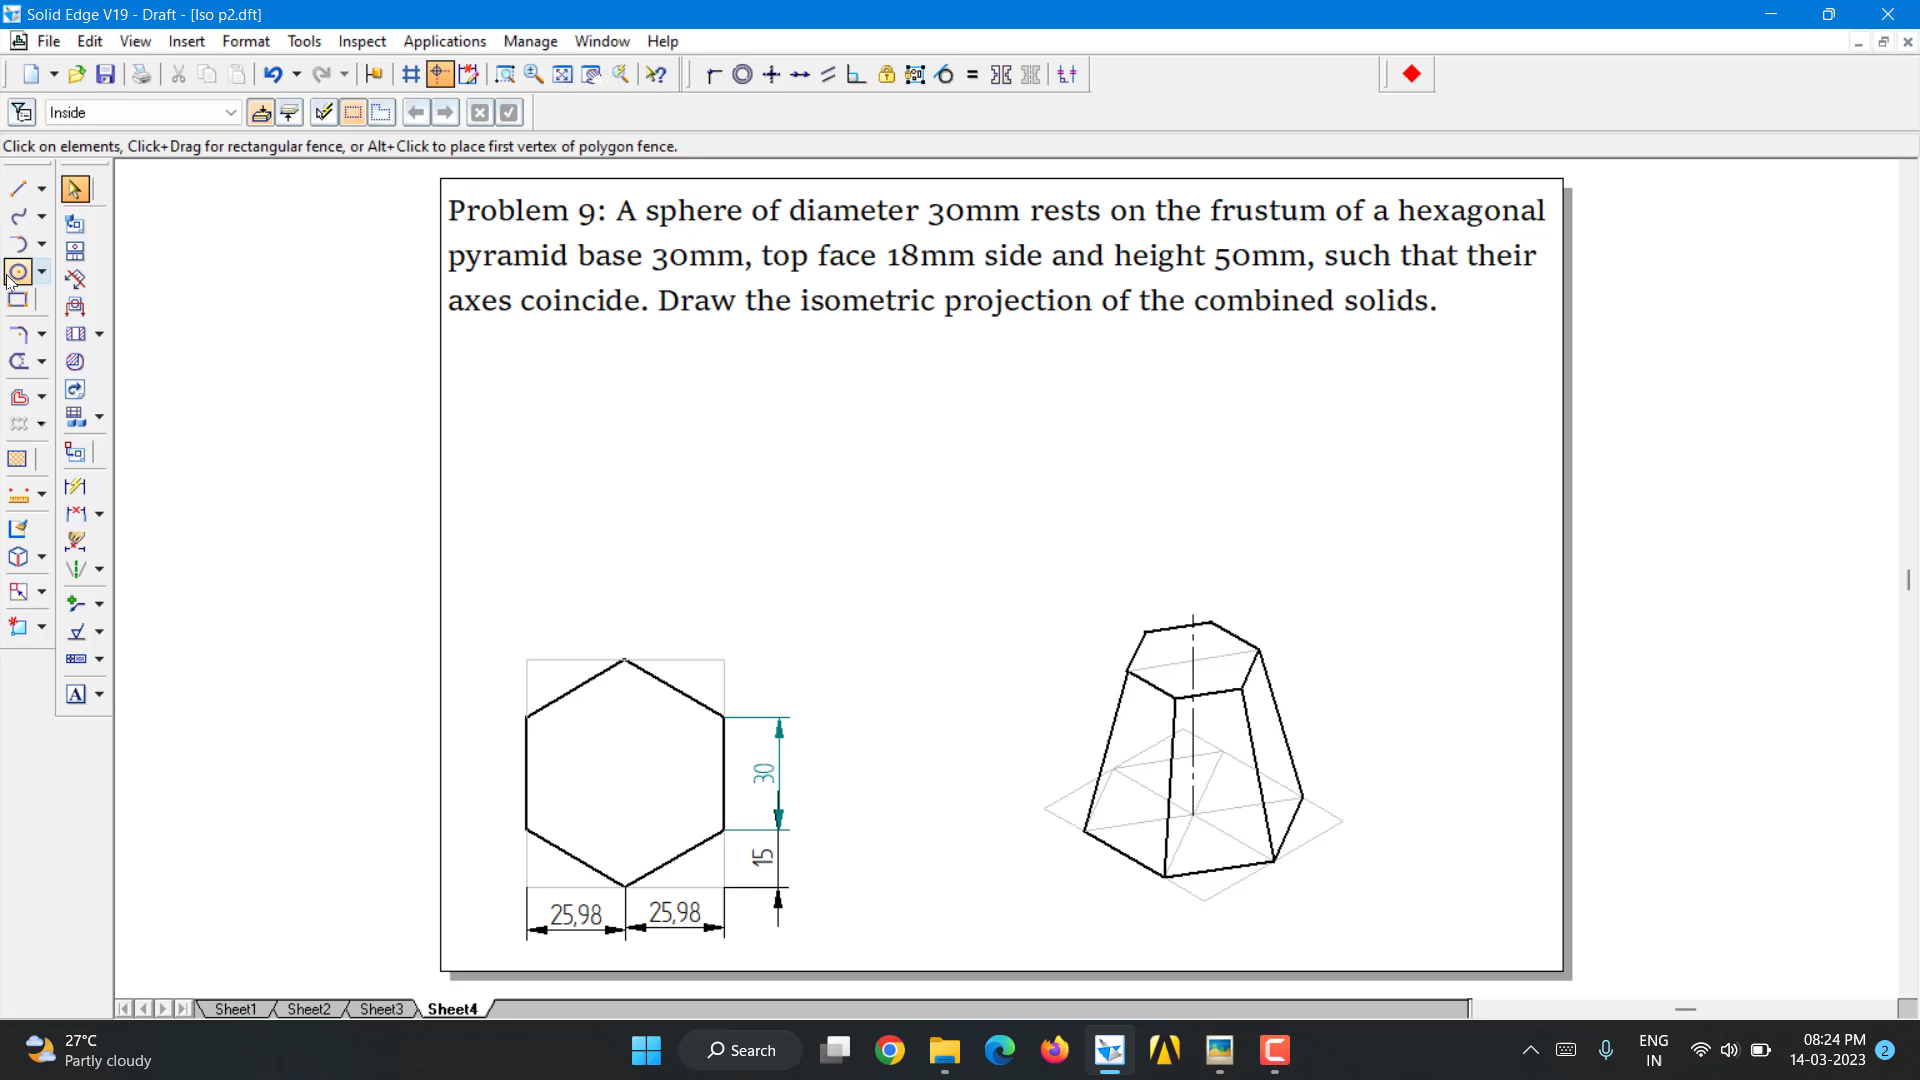 Solid Edge V19 - Draft - [Iso p2.dft]
File Edit View Insert Format Tools Inspect Applications Manage Window Help
Inside
Click on elements, Click+Drag for rectangular fence, or Alt+Click to place first vertex of polygon fence.
Problem 9: A sphere of diameter 30mm rests on the frustum of a hexagonal
pyramid base 30mm, top face 18mm side and height 50mm, such that their
axes coincide. Draw the isometric projection of the combined solids.
30
15
25,98
25,98
A
Sheet1 Sheet2 Sheet3 Sheet4
27°C
Partly cloudy
Search
ENG
IN
08:24 PM
14-03-2023
2